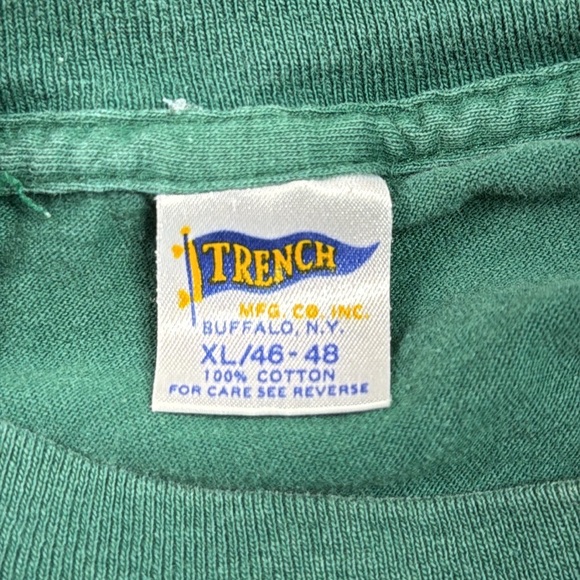 TRENCH
MFG. CO. INC.
BUFFALO, N.Y.
XL/46-48
100% COTTON
FOR CARE SEE REVERSE